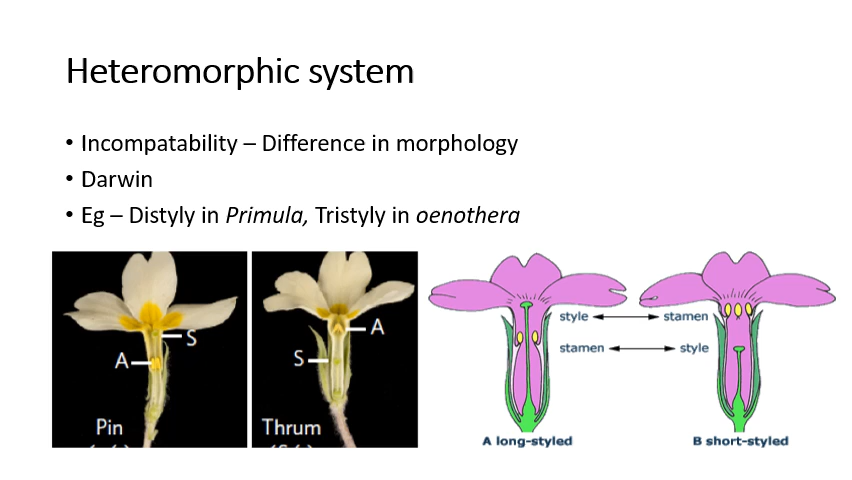 Heteromorphic system
• Incompatability – Difference in morphology
• Darwin
• Eg – Distyly in Primula, Tristyly in oenothera
S
A
Pin
A
S
Thrum
style stamen
stamen style
A long-styled
B short-styled